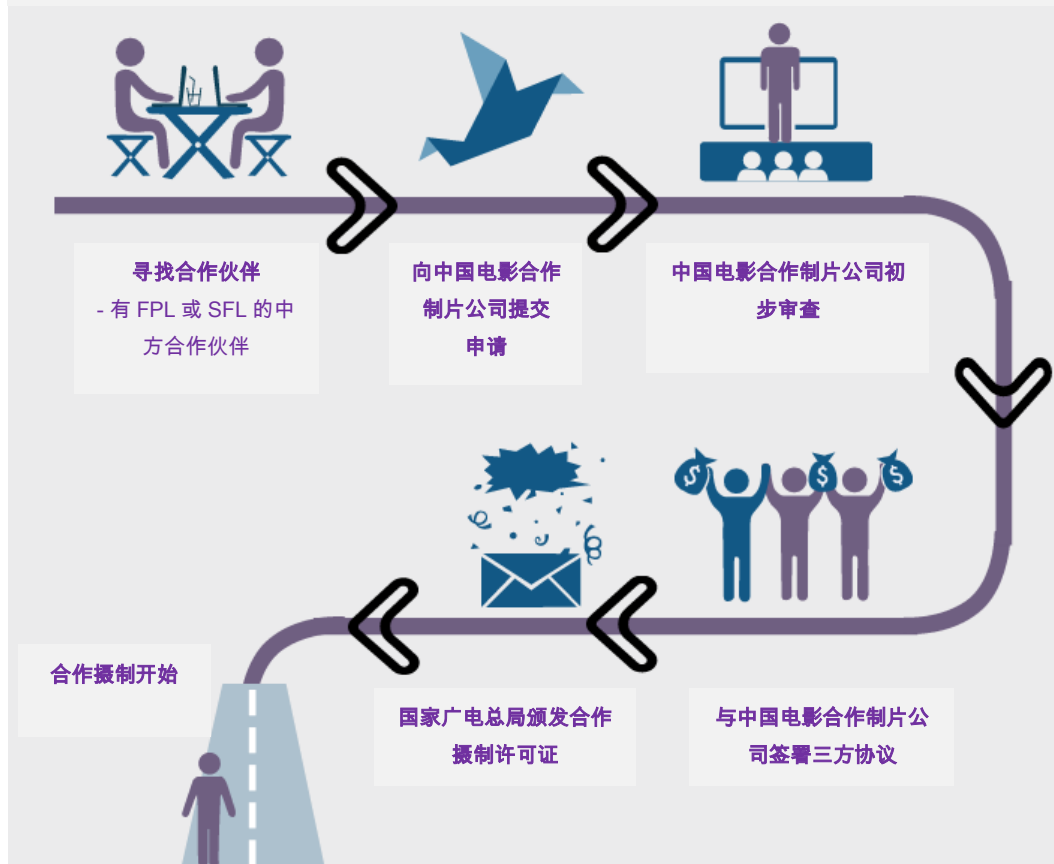 寻找合作伙伴
- 有 FPL 或 SFL 的中
方合作伙伴
向中国电影合作
制片公司提交
申请
中国电影合作制片公司初
步审查
$
$
$
与中国电影合作制片公
司签署三方协议
国家广电总局颁发合作
摄制许可证
合作摄制开始